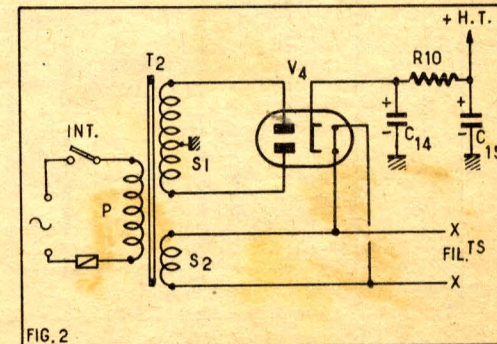 + H.T.
T2
V4
R10
INT.
+
-
C14
+
-
C15
S1
P
~
S2
X
FIL.TS
X
FIG. 2